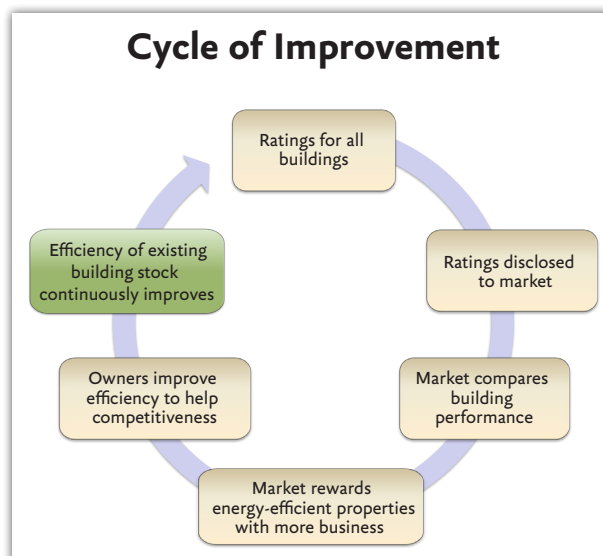 Cycle of Improvement
Ratings for all
buildings
Ratings disclosed
to market
Market compares
building
performance
Market rewards
energy-efficient properties
with more business
Owners improve
efficiency to help
competitiveness
Efficiency of existing
building stock
continuously improves